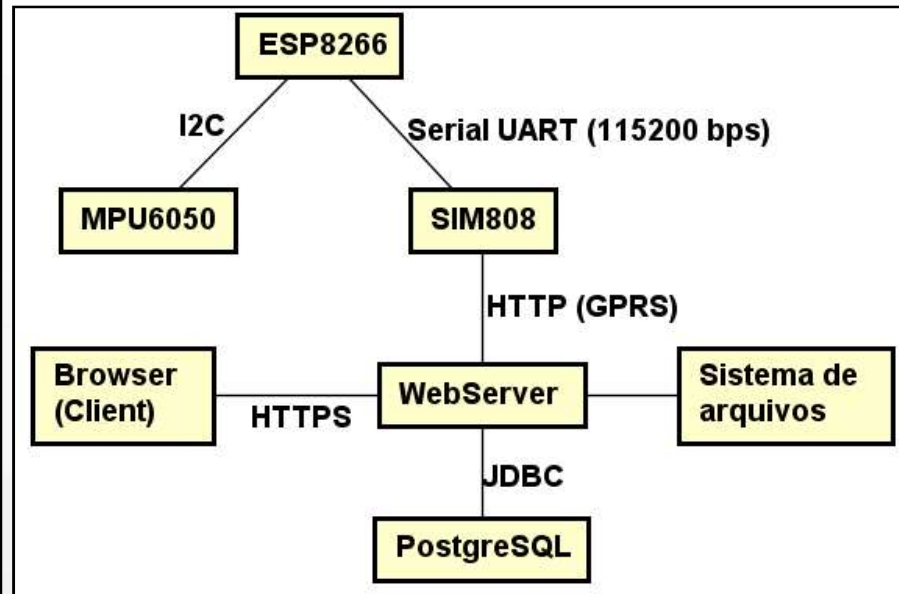 ESP8266
I2C
Serial UART (115200 bps)
MPU6050
SIM808
HTTP (GPRS)
Browser
(Client)
HTTPS
WebServer
Sistema de
arquivos
JDBC
PostgreSQL